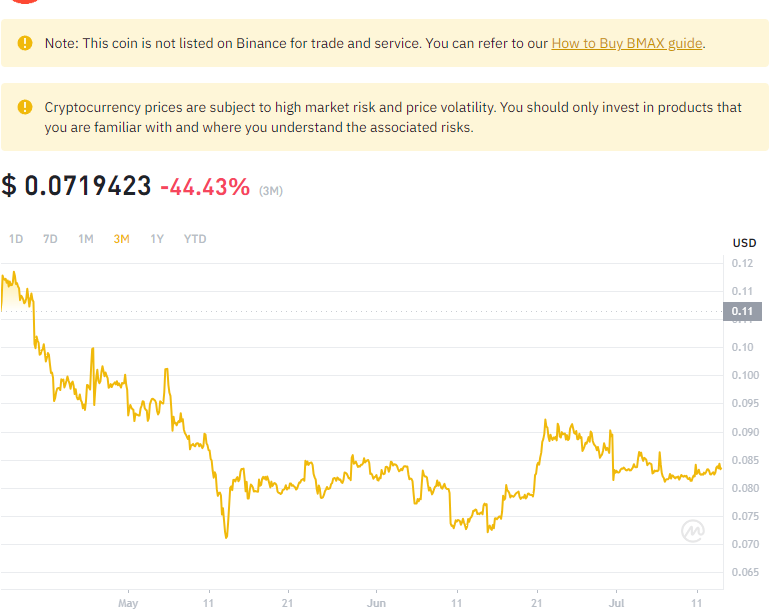 Note: This coin is not listed on Binance for trade and service. You can refer to our How to Buy BMAX guide.
Cryptocurrency prices are subject to high market risk and price volatility. You should only invest in products that
you are familiar with and where you understand the associated risks.
$ 0.0719423 -44.43% (3M)
1D 7D 1M 3M 1Y YTD
USD
0.12
0.11
0.11
0.10
0.100
0.095
0.090
0.085
0.080
0.075
0.070
0.065
May 11 21 Jun 11 21 Jul 11